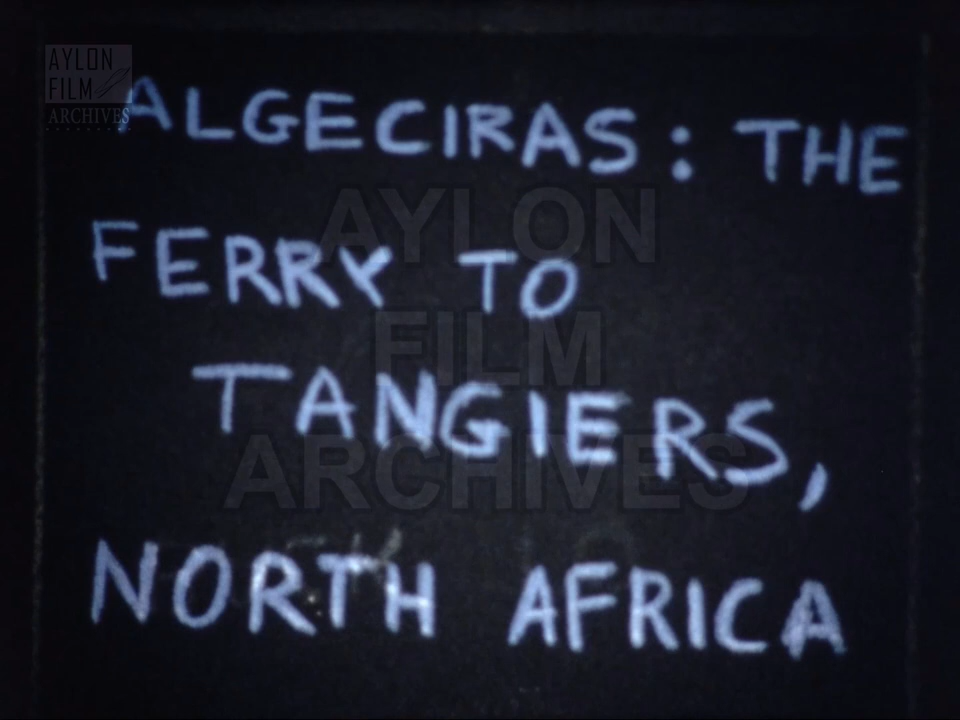 AYLON
FILM
ARCHIVES
ALGECIRAS: THE
FERRY TO
TANGIERS,
NORTH AFRICA
AYLON
FILM
ARCHIVES